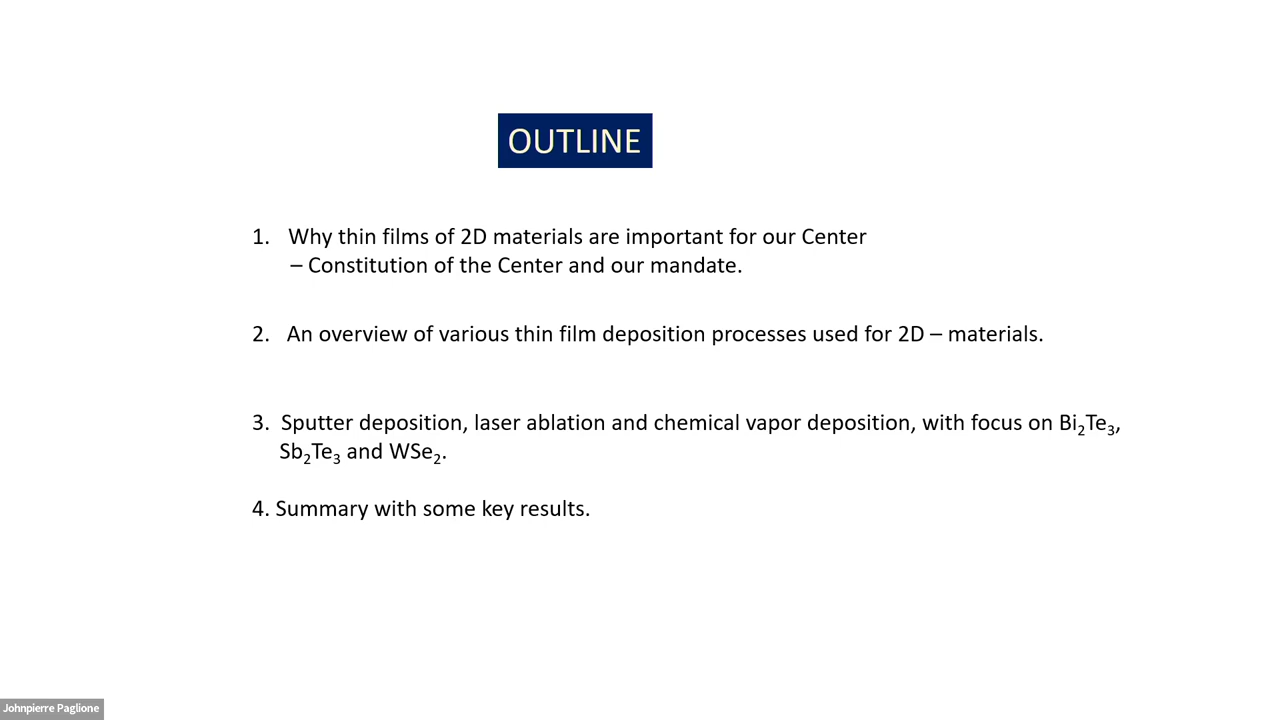 OUTLINE
1. Why thin films of 2D materials are important for our Center
– Constitution of the Center and our mandate.
2. An overview of various thin film deposition processes used for 2D – materials.
3. Sputter deposition, laser ablation and chemical vapor deposition, with focus on Bi₂Te₃,
Sb₂Te₃ and WSe₂.
4. Summary with some key results.
Johnpierre Paglione